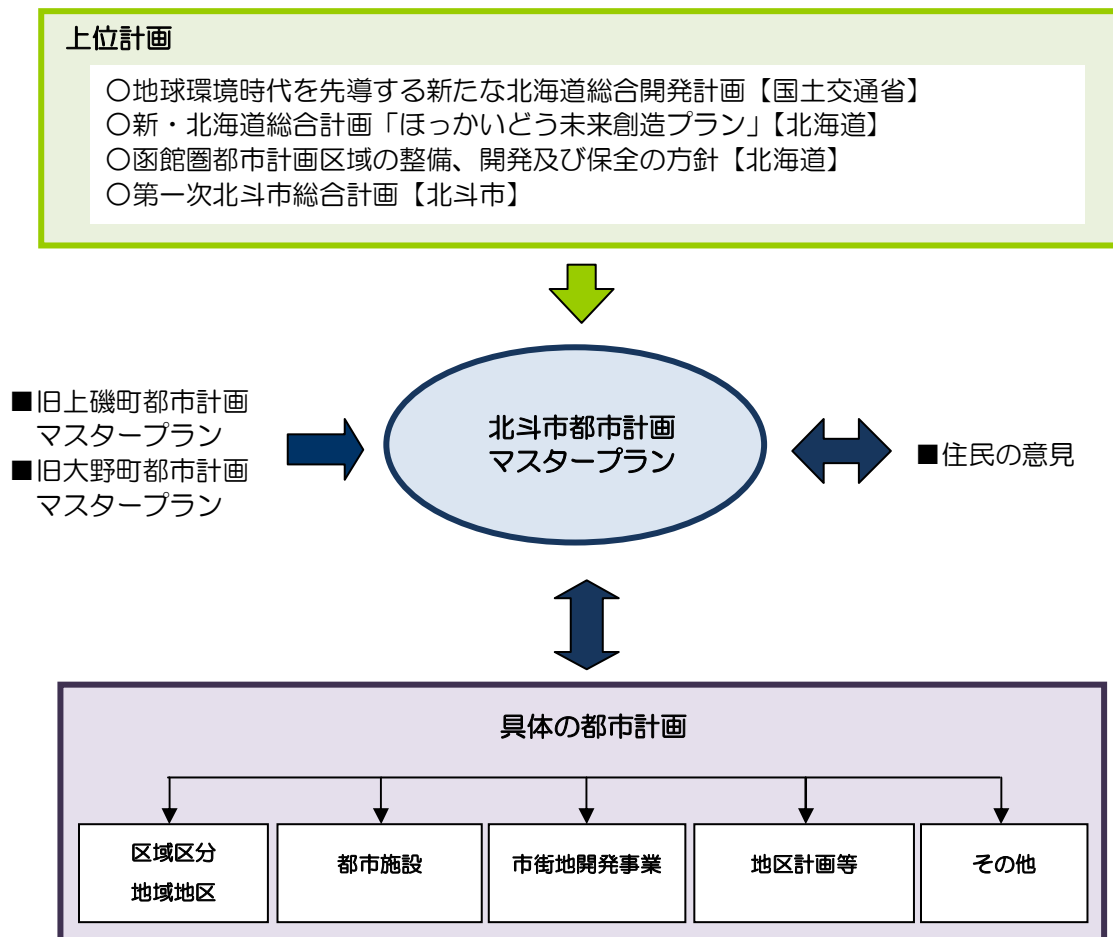 上位計画
○地球環境時代を先導する新たな北海道総合開発計画【国土交通省】
○新・北海道総合計画「ほっかいどう未来創造プラン」【北海道】
○函館圏都市計画区域の整備、開発及び保全の方針【北海道】
○第一次北斗市総合計画【北斗市】
■旧上磯町都市計画
マスタープラン
■旧大野町都市計画
マスタープラン
北斗市都市計画
マスタープラン
■住民の意見
具体の都市計画
区域区分
地域地区
都市施設
市街地開発事業
地区計画等
その他